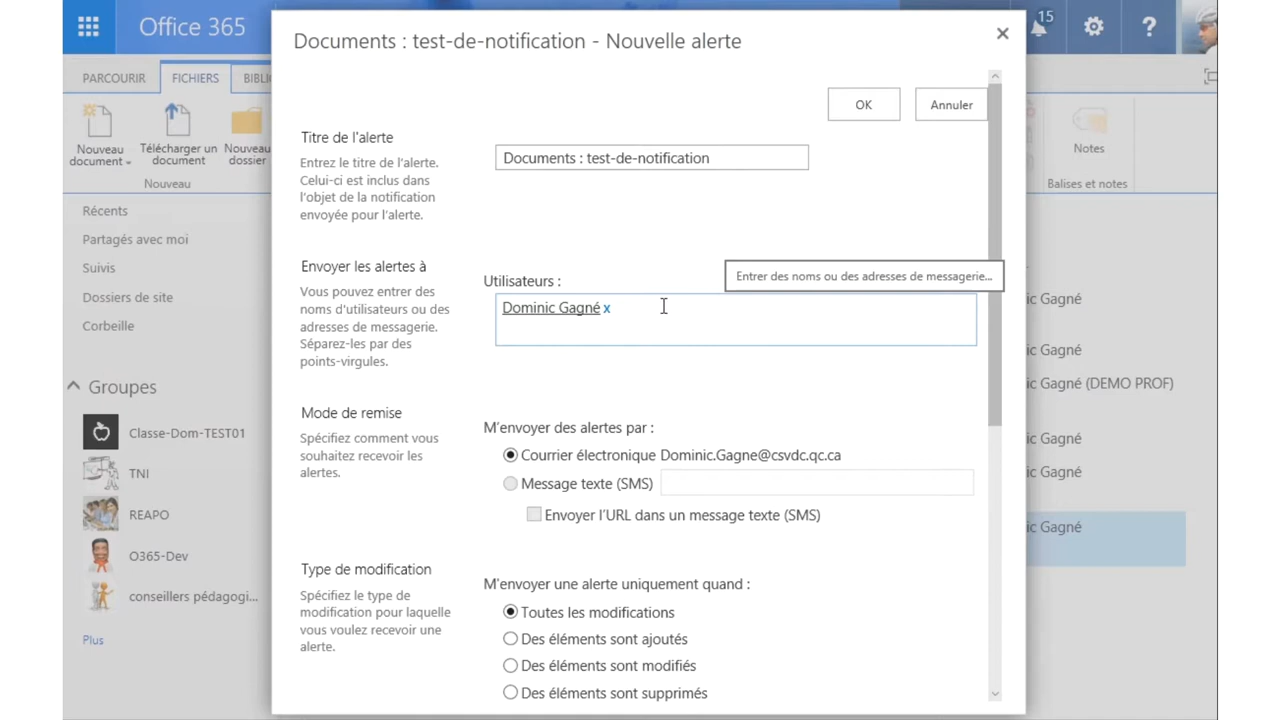 Office 365
15
?
PARCOURIR
FICHIERS
BIBLI
Nouveau document
Télécharger un document
Nouveau dossier
Nouveau
Notes
Balises et notes
Récents
Partagés avec moi
Suivis
Dossiers de site
Corbeille
Groupes
Classe-Dom-TEST01
TNI
REAPO
O365-Dev
conseillers pédagogi...
Plus
Documents : test-de-notification - Nouvelle alerte
OK
Annuler
Titre de l'alerte
Entrez le titre de l'alerte.
Celui-ci est inclus dans
l'objet de la notification
envoyée pour l'alerte.
Documents : test-de-notification
Envoyer les alertes à
Vous pouvez entrer des
noms d'utilisateurs ou des
adresses de messagerie.
Séparez-les par des
points-virgules.
Utilisateurs :
Entrer des noms ou des adresses de messagerie...
Dominic Gagné x
Mode de remise
Spécifiez comment vous
souhaitez recevoir les
alertes.
M'envoyer des alertes par :
Courrier électronique Dominic.Gagne@csvdc.qc.ca
Message texte (SMS)
Envoyer l'URL dans un message texte (SMS)
Type de modification
Spécifiez le type de
modification pour laquelle
vous voulez recevoir une
alerte.
M'envoyer une alerte uniquement quand :
Toutes les modifications
Des éléments sont ajoutés
Des éléments sont modifiés
Des éléments sont supprimés
ic Gagné
ic Gagné
ic Gagné (DEMO PROF)
ic Gagné
ic Gagné
ic Gagné